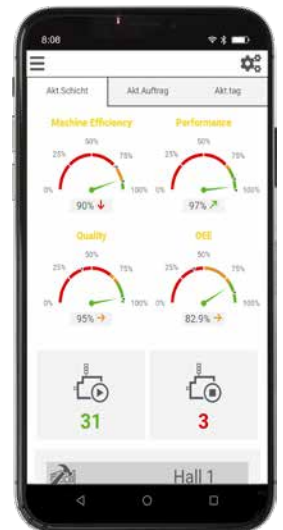 8:08
Akt.Schicht Akt.Auftrag Akt.tag
Machine Efficiency Performance
50% 50%
25% 75% 25% 75%
0% 100% 0% 100%
90% 97%
Quality OEE
50% 50%
25% 75% 25% 75%
0% 100% 0% 100%
95% 82.9%
31 3
Hall 1